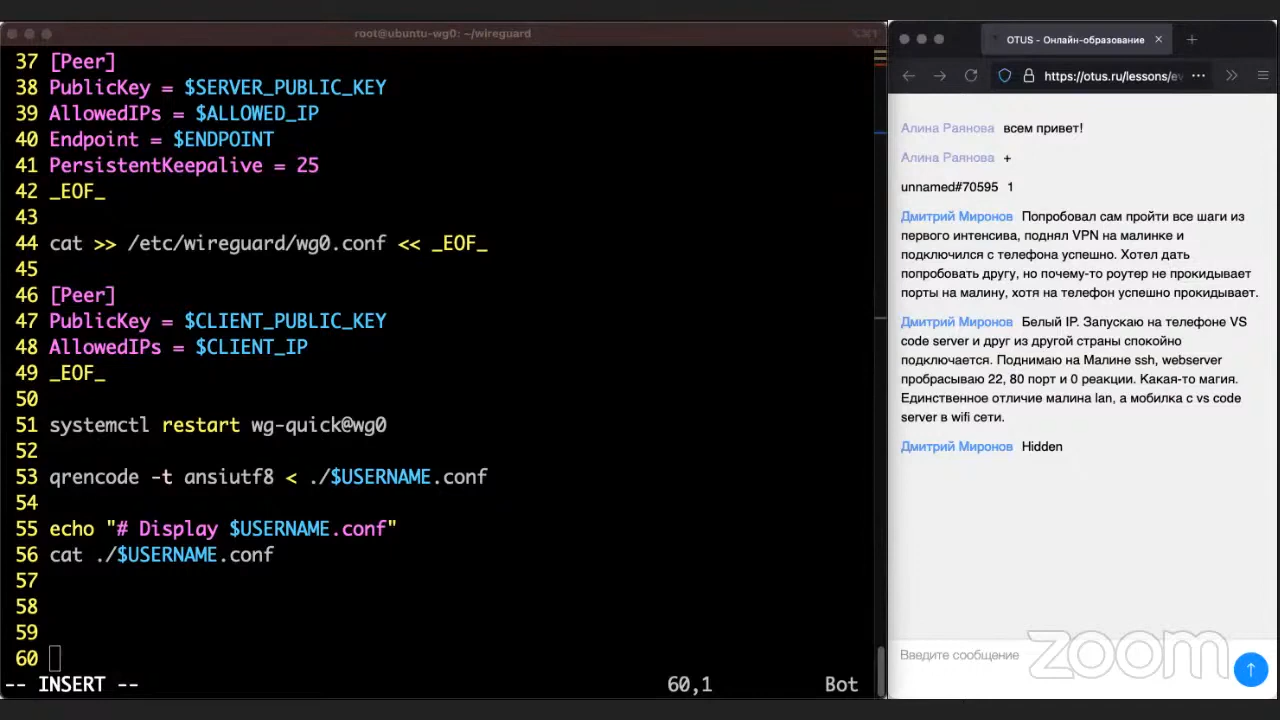 root@ubuntu-wg0: ~/wireguard
37 [Peer]
38 PublicKey = $SERVER_PUBLIC_KEY
39 AllowedIPs = $ALLOWED_IP
40 Endpoint = $ENDPOINT
41 PersistentKeepalive = 25
42 _EOF_
43
44 cat >> /etc/wireguard/wg0.conf << _EOF_
45
46 [Peer]
47 PublicKey = $CLIENT_PUBLIC_KEY
48 AllowedIPs = $CLIENT_IP
49 _EOF_
50
51 systemctl restart wg-quick@wg0
52
53 qrencode -t ansiutf8 < ./$USERNAME.conf
54
55 echo "# Display $USERNAME.conf"
56 cat ./$USERNAME.conf
57
58
59
60
-- INSERT -- 60,1 Bot
OTUS - Онлайн-образование
https://otus.ru/lessons/ev
Алина Раянова всем привет!
Алина Раянова +
unnamed#70595 1
Дмитрий Миронов Попробовал сам пройти все шаги из
первого интенсива, поднял VPN на малинке и
подключился с телефона успешно. Хотел дать
попробовать другу, но почему-то роутер не прокидывает
порты на малину, хотя на телефон успешно прокидывает.
Дмитрий Миронов Белый IP. Запускаю на телефоне VS
code server и друг из другой страны спокойно
подключается. Поднимаю на Малине ssh, webserver
пробрасываю 22, 80 порт и 0 реакции. Какая-то магия.
Единственное отличие малина lan, а мобилка с vs code
server в wifi сети.
Дмитрий Миронов Hidden
Введите сообщение
zoom